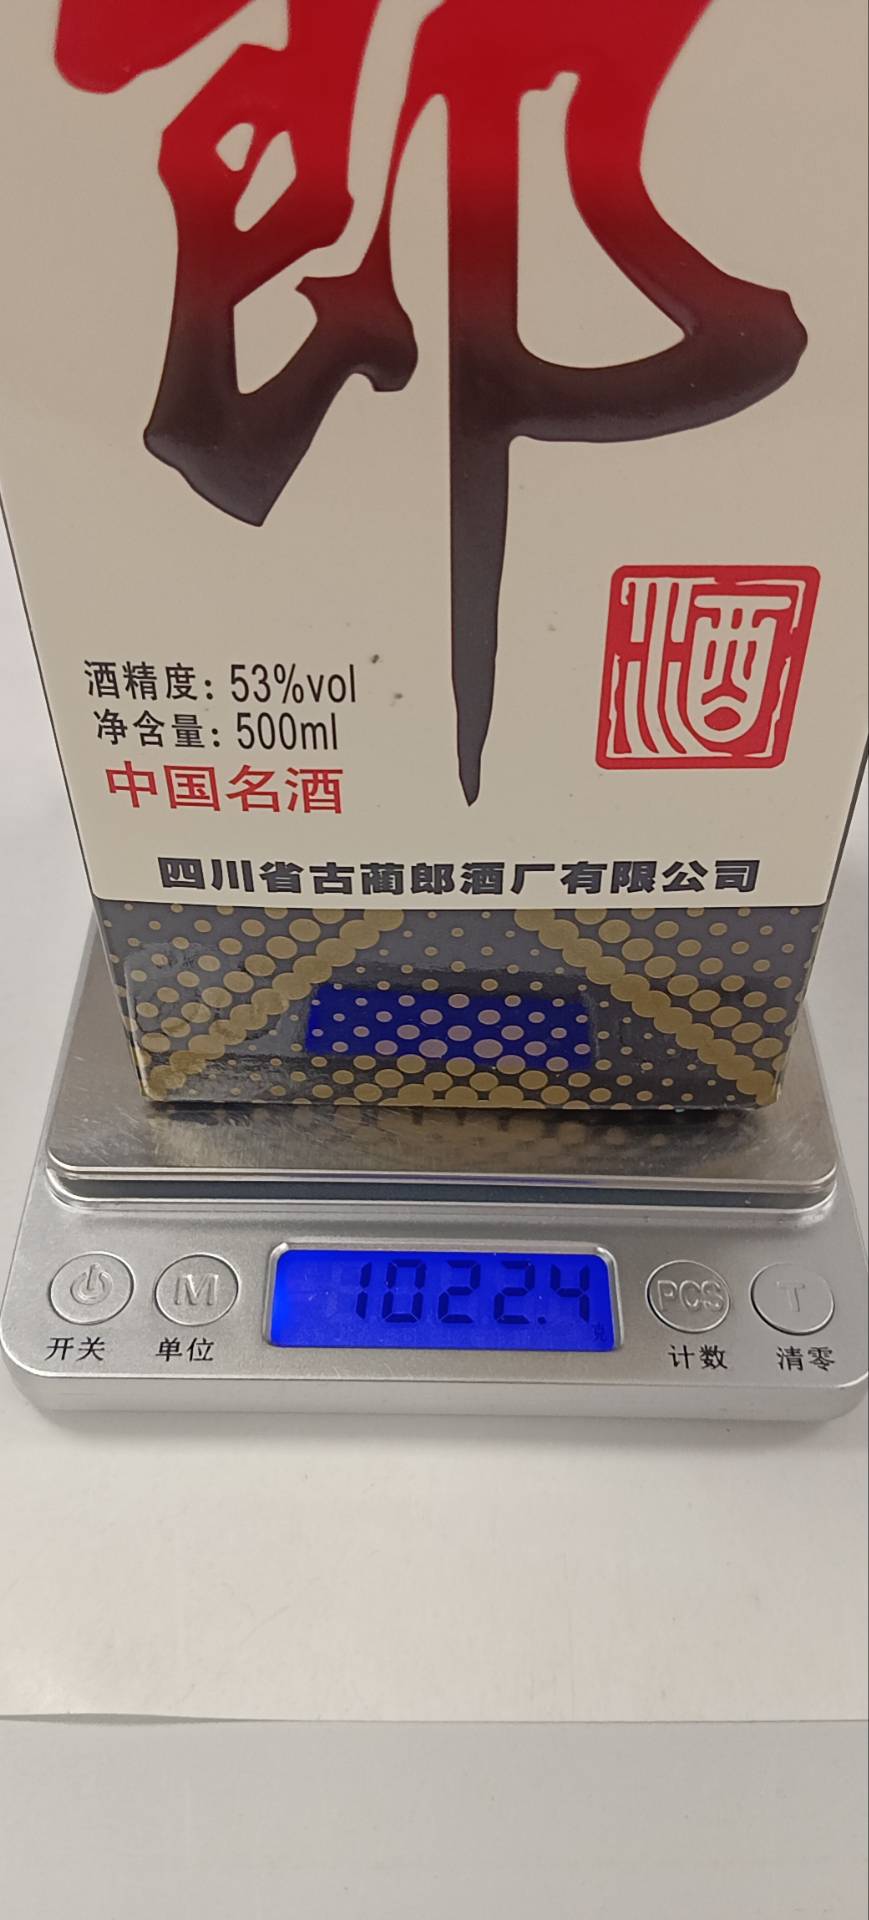 郎
酒
酒精度: 53%vol
净含量: 500ml
中国名酒
四川省古蔺郎酒厂有限公司
1022.4
克
M
PCS
T
开关
单位
计数
清零